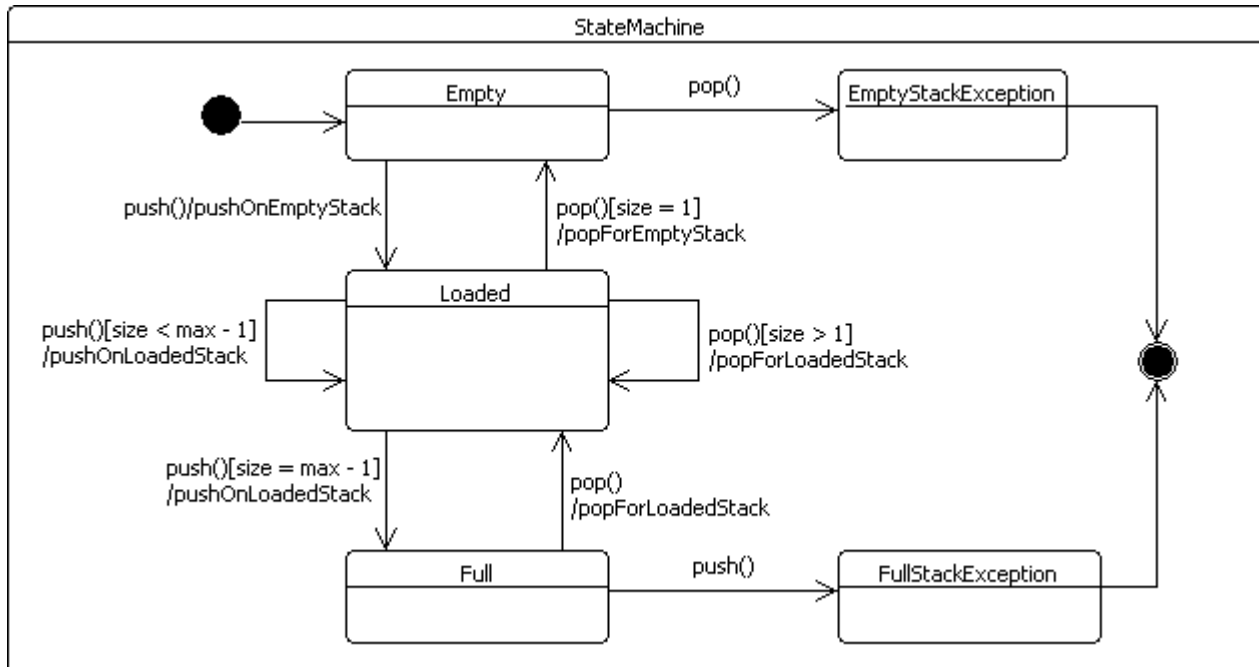 StateMachine
Empty
pop()
EmptyStackException
push()/pushOnEmptyStack
pop()[size = 1]
/popForEmptyStack
Loaded
push()[size < max - 1]
/pushOnLoadedStack
pop()[size > 1]
/popForLoadedStack
push()[size = max - 1]
/pushOnLoadedStack
pop()
/popForLoadedStack
Full
push()
FullStackException